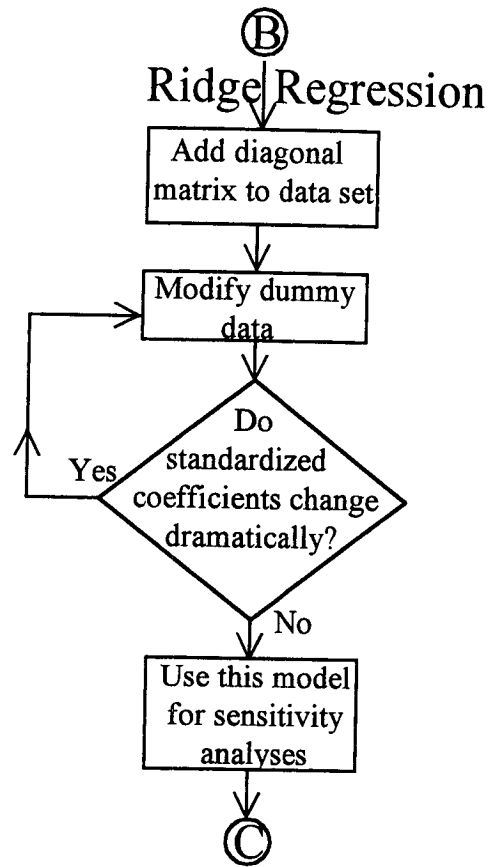 B
Ridge Regression
Add diagonal
matrix to data set
Modify dummy
data
Do
standardized
coefficients change
dramatically?
Yes
No
Use this model
for sensitivity
analyses
C